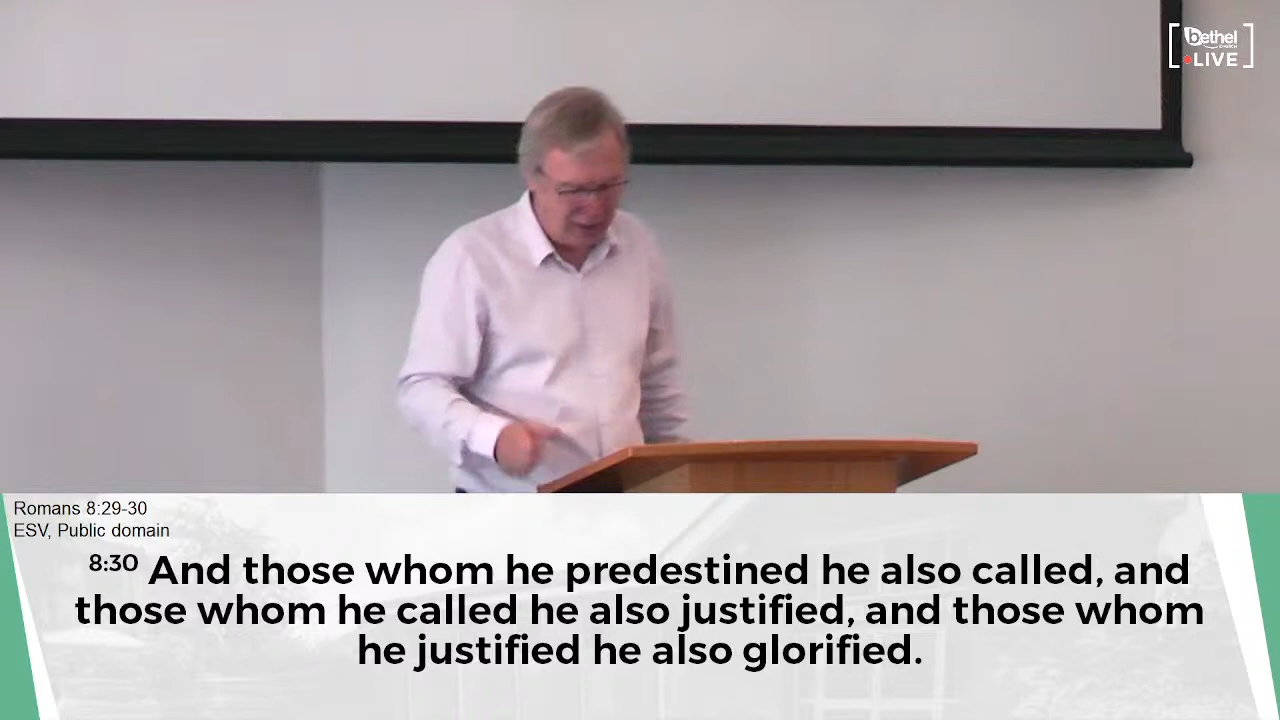 bethel
CHURCH
LIVE
Romans 8:29-30
ESV, Public domain
8:30 And those whom he predestined he also called, and
those whom he called he also justified, and those whom
he justified he also glorified.